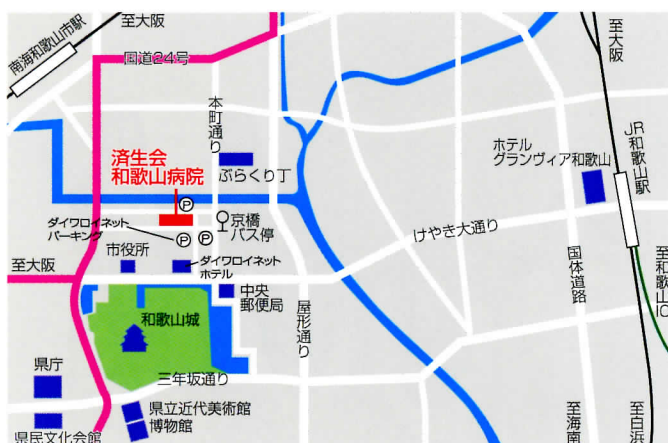 至大阪
南海和歌山市駅
国道24号
至大阪
JR和歌山駅
本町通り
済生会
和歌山病院
ぶらくり丁
ホテル
グランヴィア和歌山
P
ダイワロイネット
パーキング
P
P
京橋
バス停
けやき大通り
市役所
ダイワロイネット
ホテル
至大阪
中央
郵便局
屋形通り
国体道路
至和歌山IC
和歌山城
三年坂通り
県庁
県立近代美術館
博物館
県民文化会館
至海南
至白浜